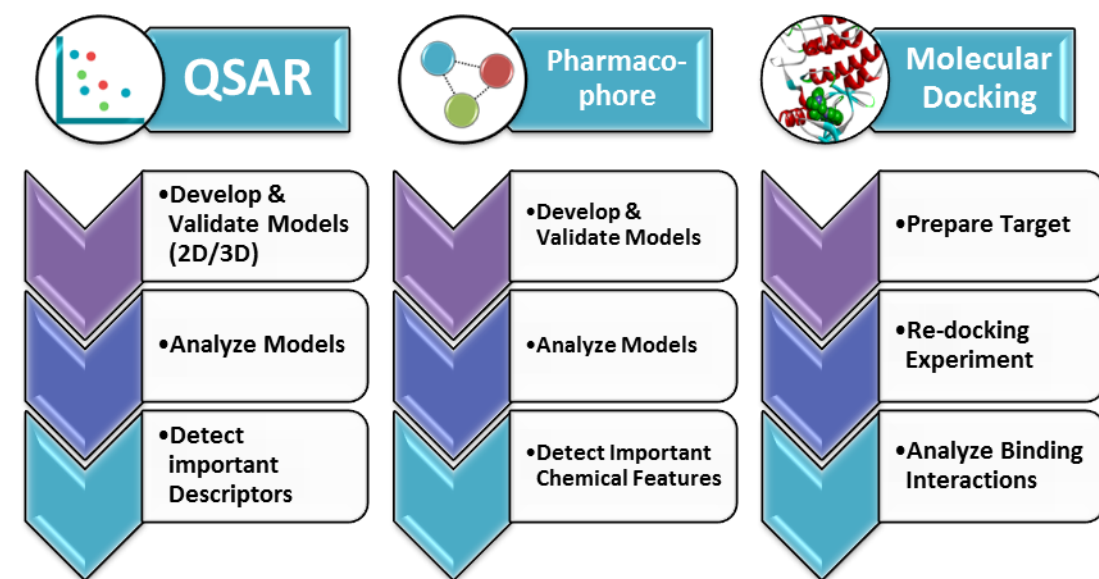 QSAR
•Develop &
Validate Models
(2D/3D)
•Analyze Models
•Detect
important
Descriptors
Pharmaco-
phore
•Develop &
Validate Models
•Analyze Models
•Detect Important
Chemical Features
Molecular
Docking
•Prepare Target
•Re-docking
Experiment
•Analyze Binding
Interactions